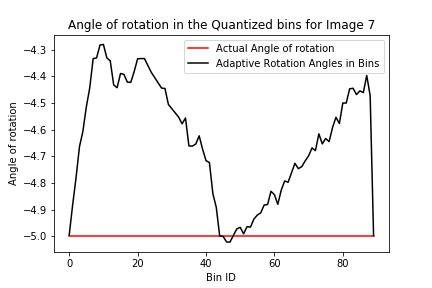 Angle of rotation in the Quantized bins for Image 7
Actual Angle of rotation
Adaptive Rotation Angles in Bins
Angle of rotation
−4.3
−4.4
−4.5
−4.6
−4.7
−4.8
−4.9
−5.0
0 20 40 60 80
Bin ID